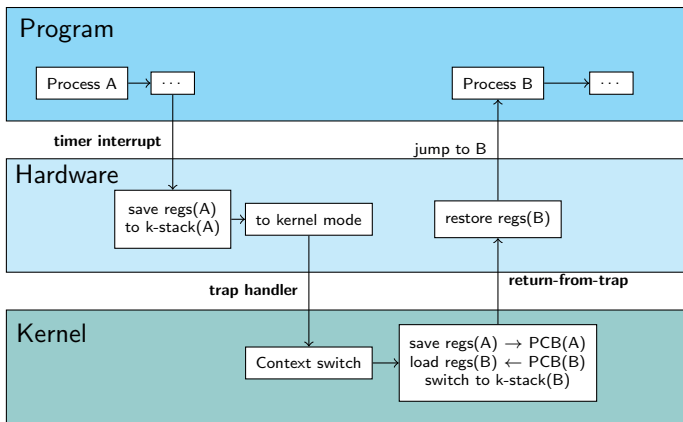 Program
Process A
···
Process B
···
timer interrupt
jump to B
Hardware
save regs(A)
to k-stack(A)
to kernel mode
restore regs(B)
trap handler
return-from-trap
Kernel
Context switch
save regs(A) → PCB(A)
load regs(B) ← PCB(B)
switch to k-stack(B)